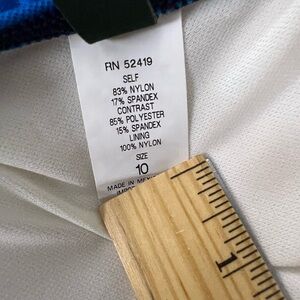 RN 52419
SELF
83% NYLON
17% SPANDEX
CONTRAST
85% POLYESTER
15% SPANDEX
LINING
100% NYLON
SIZE
10
MADE IN
1